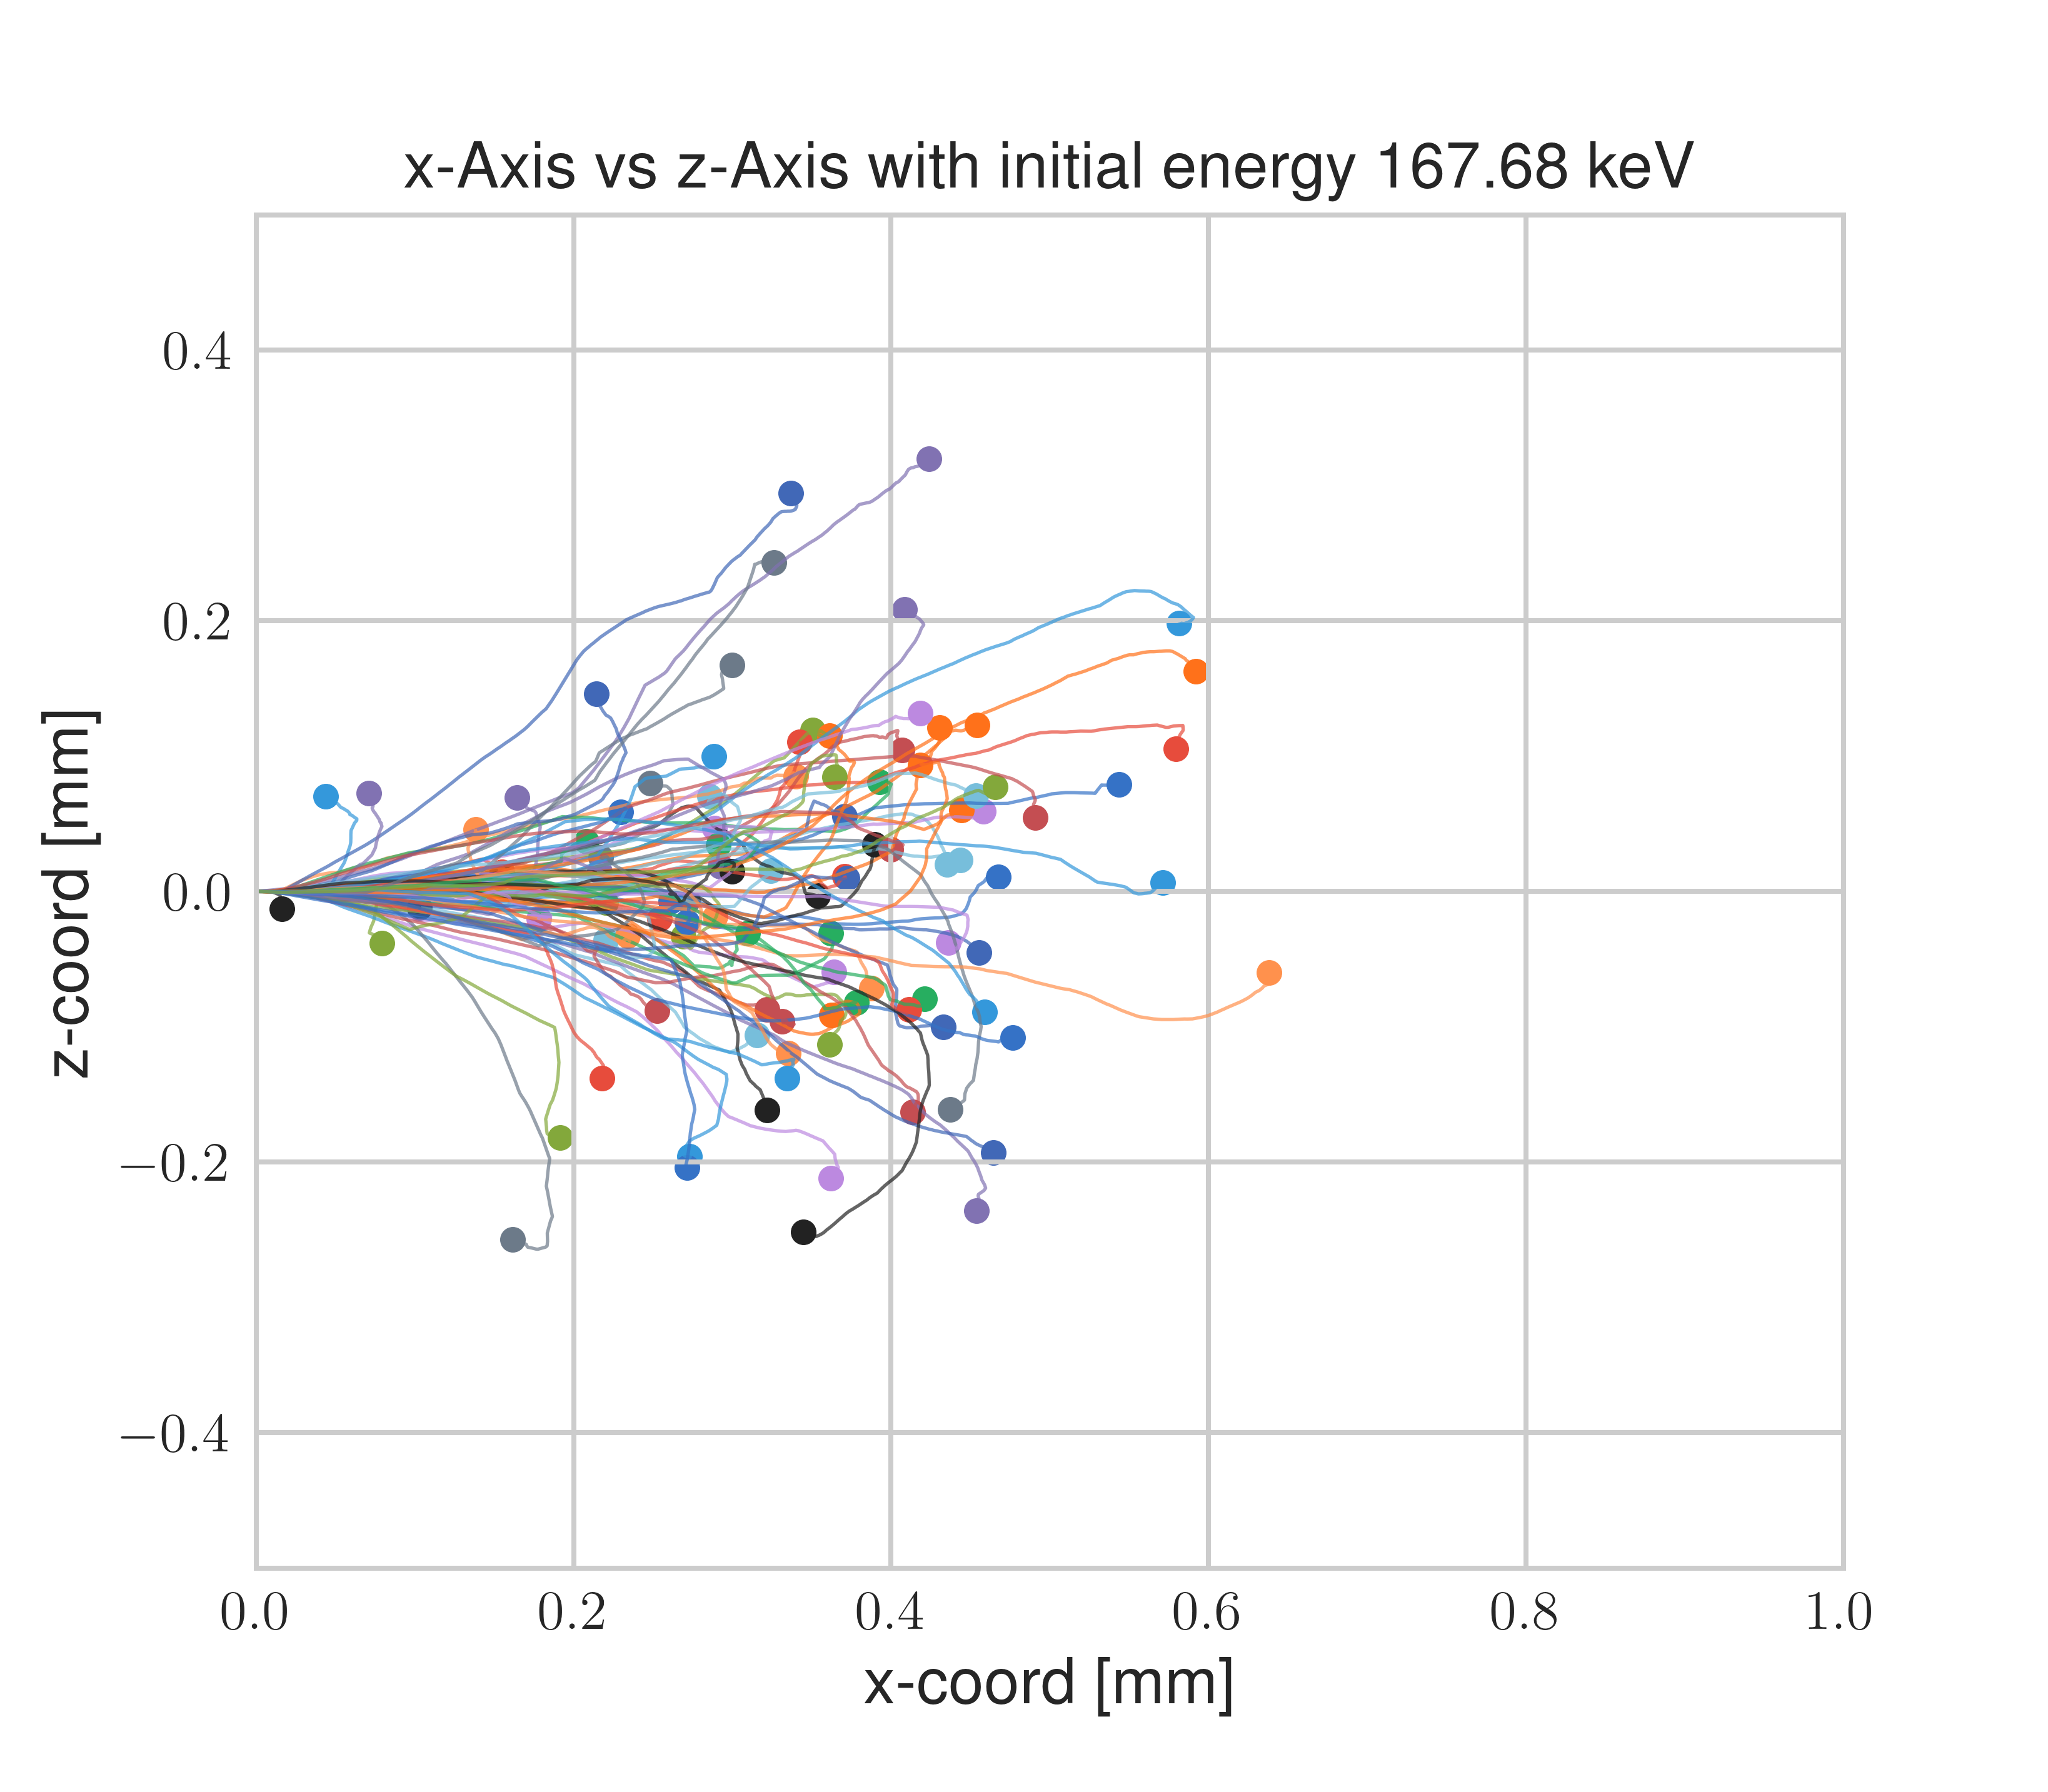 x-Axis vs z-Axis with initial energy 167.68 keV
0.4
0.2
0.0
−0.2
−0.4
z-coord [mm]
0.0 0.2 0.4 0.6 0.8 1.0
x-coord [mm]